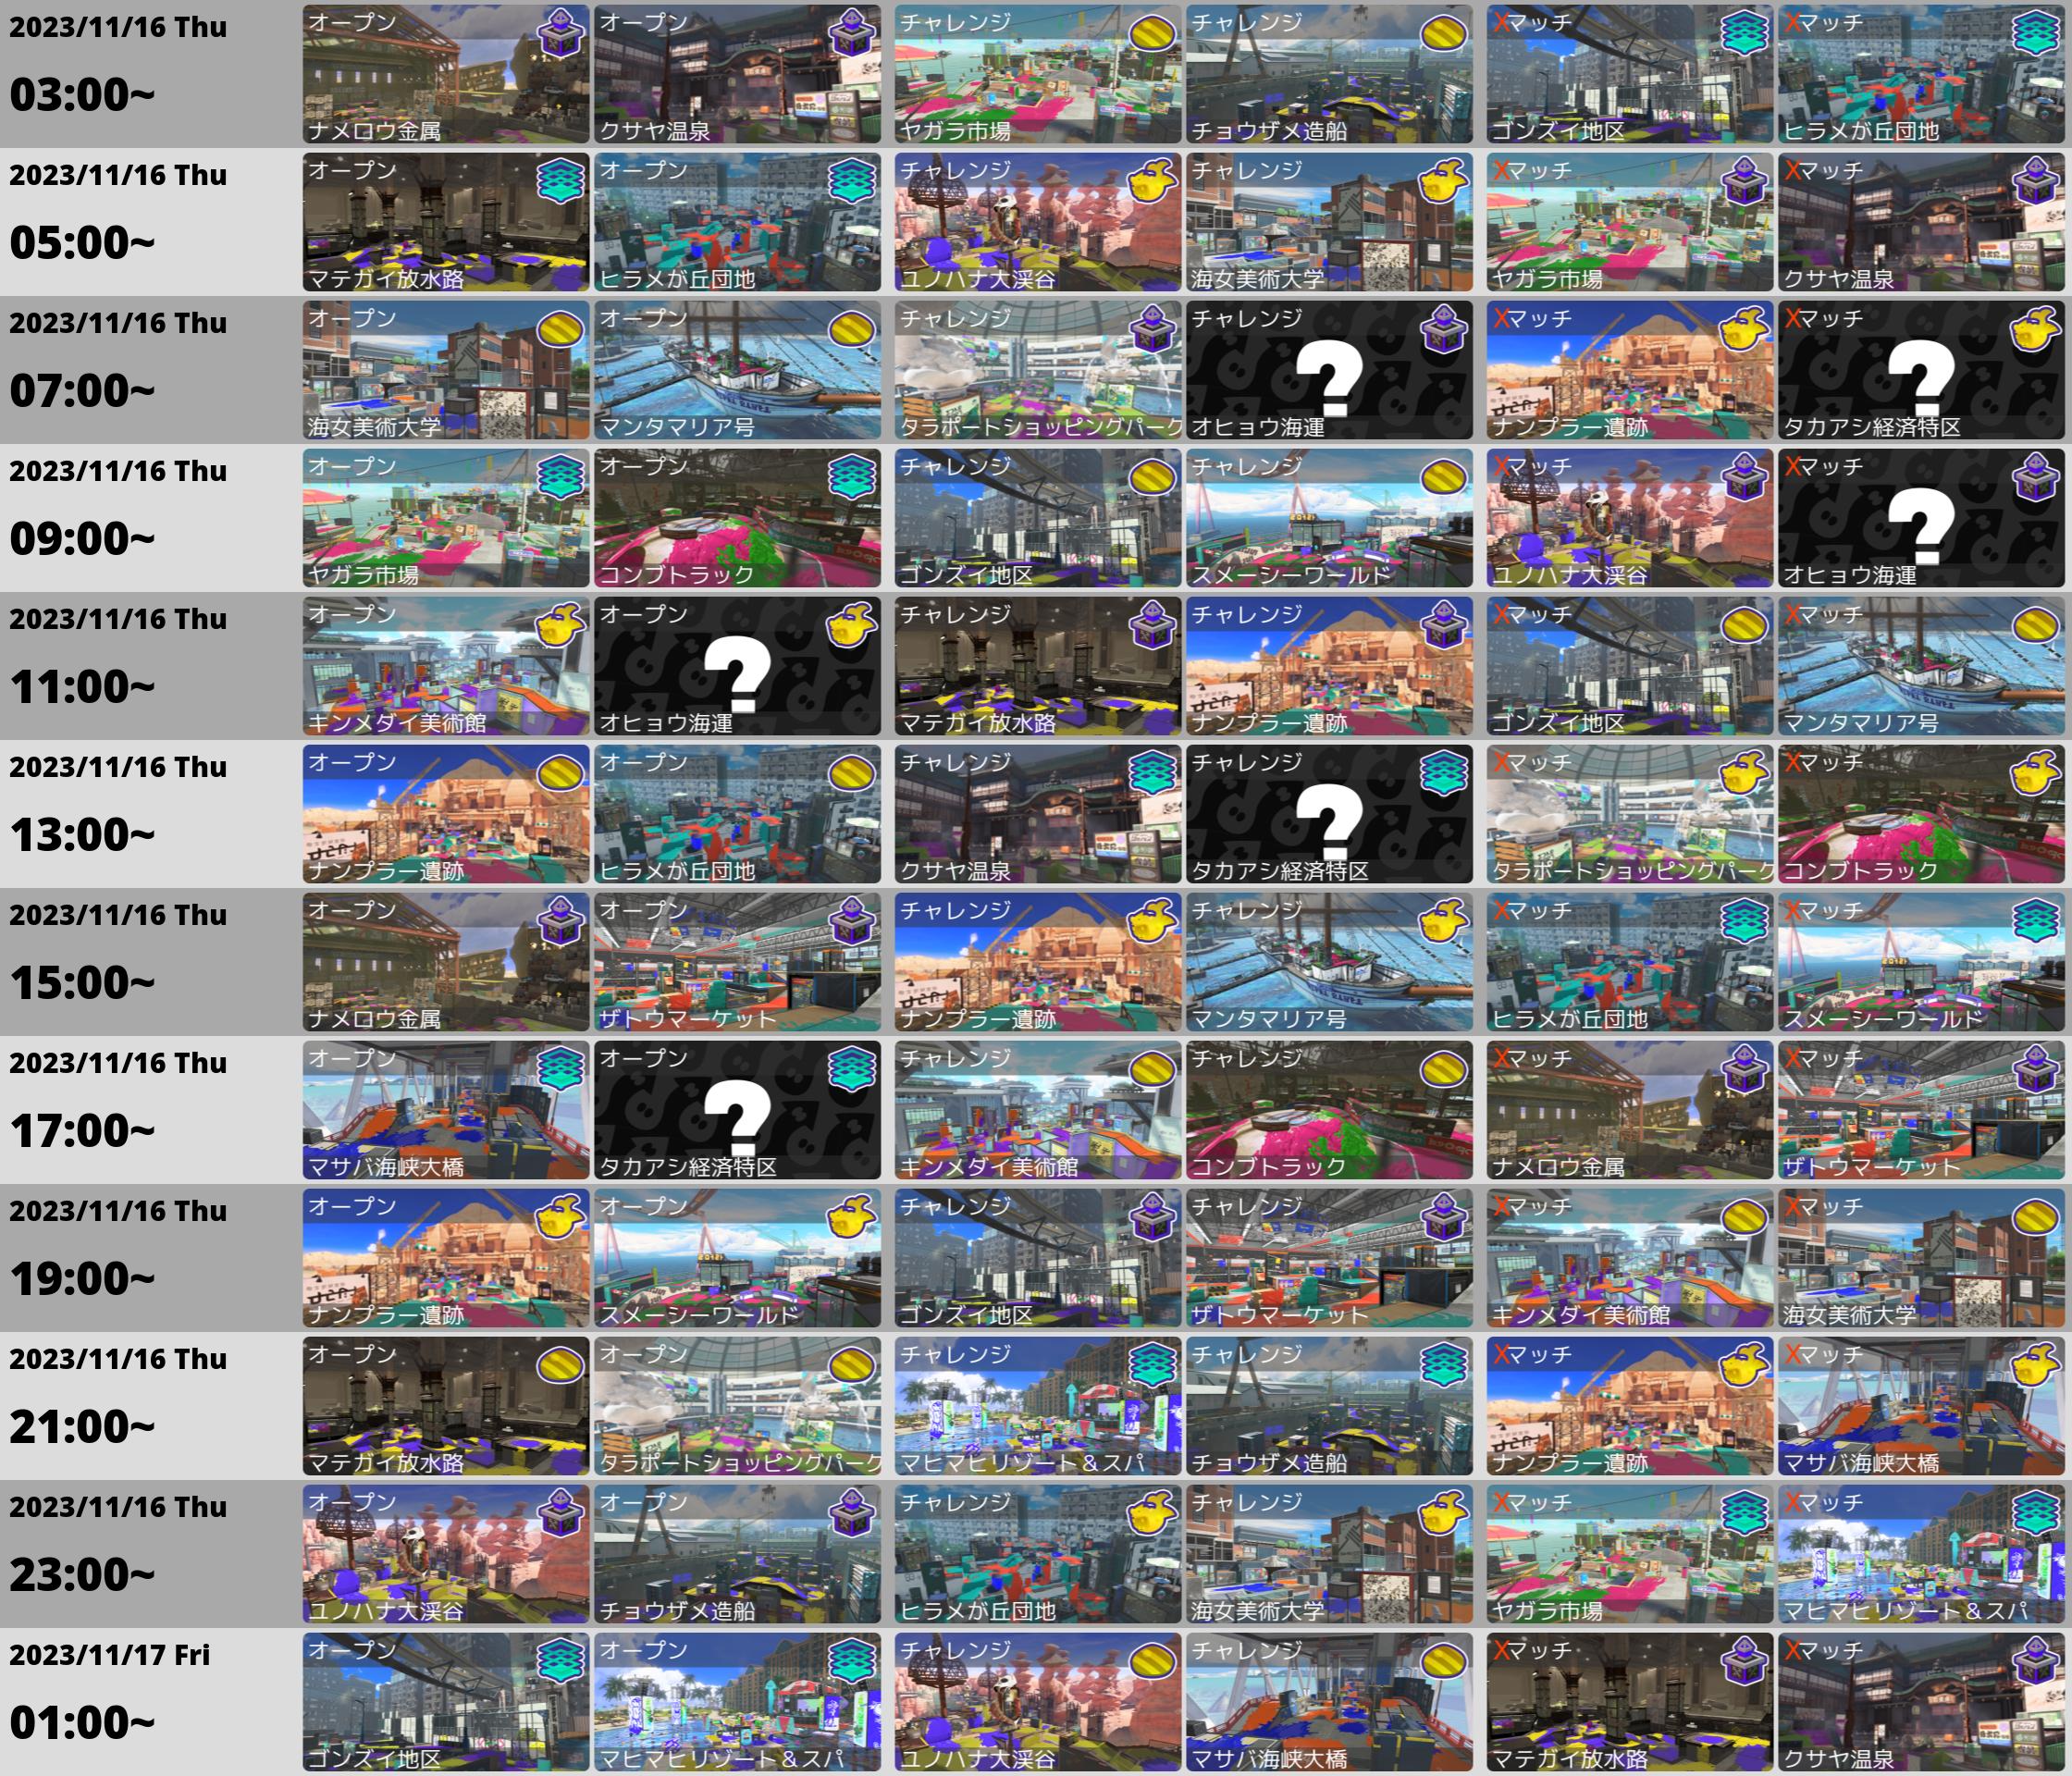 2023/11/16 Thu
03:00~
オープン オープン チャレンジ チャレンジ Xマッチ Xマッチ
ナメロウ金属 クサヤ温泉 ヤガラ市場 チョウザメ造船 ゴンズイ地区 ヒラメが丘団地
2023/11/16 Thu
05:00~
オープン オープン チャレンジ チャレンジ Xマッチ Xマッチ
マテガイ放水路 ヒラメが丘団地 ユノハナ大渓谷 海女美術大学 ヤガラ市場 クサヤ温泉
2023/11/16 Thu
07:00~
オープン オープン チャレンジ チャレンジ Xマッチ Xマッチ
? ?
海女美術大学 マンタマリア号 タラポートショッピングパーク オヒョウ海運 ナンプラー遺跡 タカアシ経済特区
2023/11/16 Thu
09:00~
オープン オープン チャレンジ チャレンジ Xマッチ Xマッチ
?
ヤガラ市場 コンブトラック ゴンズイ地区 スメーシーワールド ユノハナ大渓谷 オヒョウ海運
2023/11/16 Thu
11:00~
オープン オープン チャレンジ チャレンジ Xマッチ Xマッチ
?
キンメダイ美術館 オヒョウ海運 マテガイ放水路 ナンプラー遺跡 ゴンズイ地区 マンタマリア号
2023/11/16 Thu
13:00~
オープン オープン チャレンジ チャレンジ Xマッチ Xマッチ
?
ナンプラー遺跡 ヒラメが丘団地 クサヤ温泉 タカアシ経済特区 タラポートショッピングパーク コンブトラック
2023/11/16 Thu
15:00~
オープン オープン チャレンジ チャレンジ Xマッチ Xマッチ
ナメロウ金属 ザトウマーケット ナンプラー遺跡 マンタマリア号 ヒラメが丘団地 スメーシーワールド
2023/11/16 Thu
17:00~
オープン オープン チャレンジ チャレンジ Xマッチ Xマッチ
?
マサバ海峡大橋 タカアシ経済特区 キンメダイ美術館 コンブトラック ナメロウ金属 ザトウマーケット
2023/11/16 Thu
19:00~
オープン オープン チャレンジ チャレンジ Xマッチ Xマッチ
ナンプラー遺跡 スメーシーワールド ゴンズイ地区 ザトウマーケット キンメダイ美術館 海女美術大学
2023/11/16 Thu
21:00~
オープン オープン チャレンジ チャレンジ Xマッチ Xマッチ
マテガイ放水路 タラポートショッピングパーク マヒマヒリゾート＆スパ チョウザメ造船 ナンプラー遺跡 マサバ海峡大橋
2023/11/16 Thu
23:00~
オープン オープン チャレンジ チャレンジ Xマッチ Xマッチ
ユノハナ大渓谷 チョウザメ造船 ヒラメが丘団地 海女美術大学 ヤガラ市場 マヒマヒリゾート＆スパ
2023/11/17 Fri
01:00~
オープン オープン チャレンジ チャレンジ Xマッチ Xマッチ
ゴンズイ地区 マヒマヒリゾート＆スパ ユノハナ大渓谷 マサバ海峡大橋 マテガイ放水路 クサヤ温泉